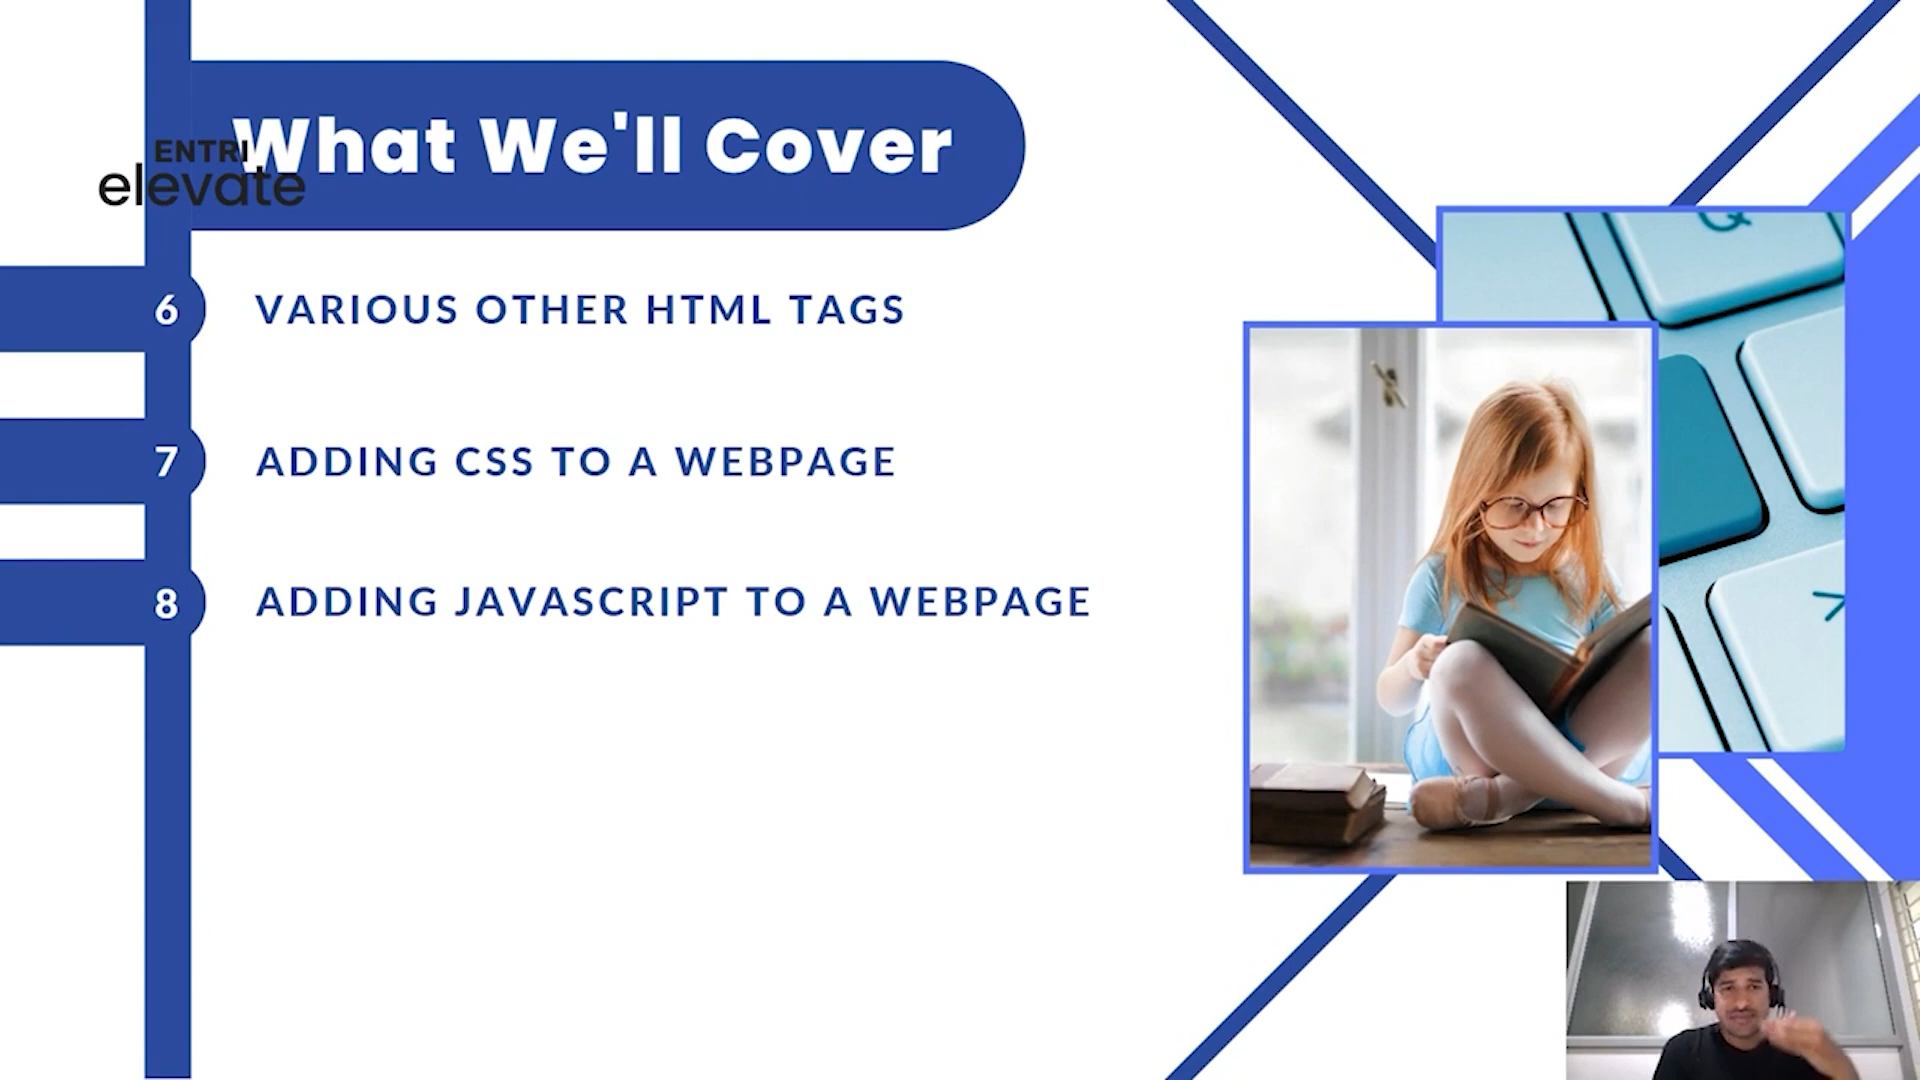 What We'll Cover
ENTRI
elevate
6 VARIOUS OTHER HTML TAGS
7 ADDING CSS TO A WEBPAGE
8 ADDING JAVASCRIPT TO A WEBPAGE
Q